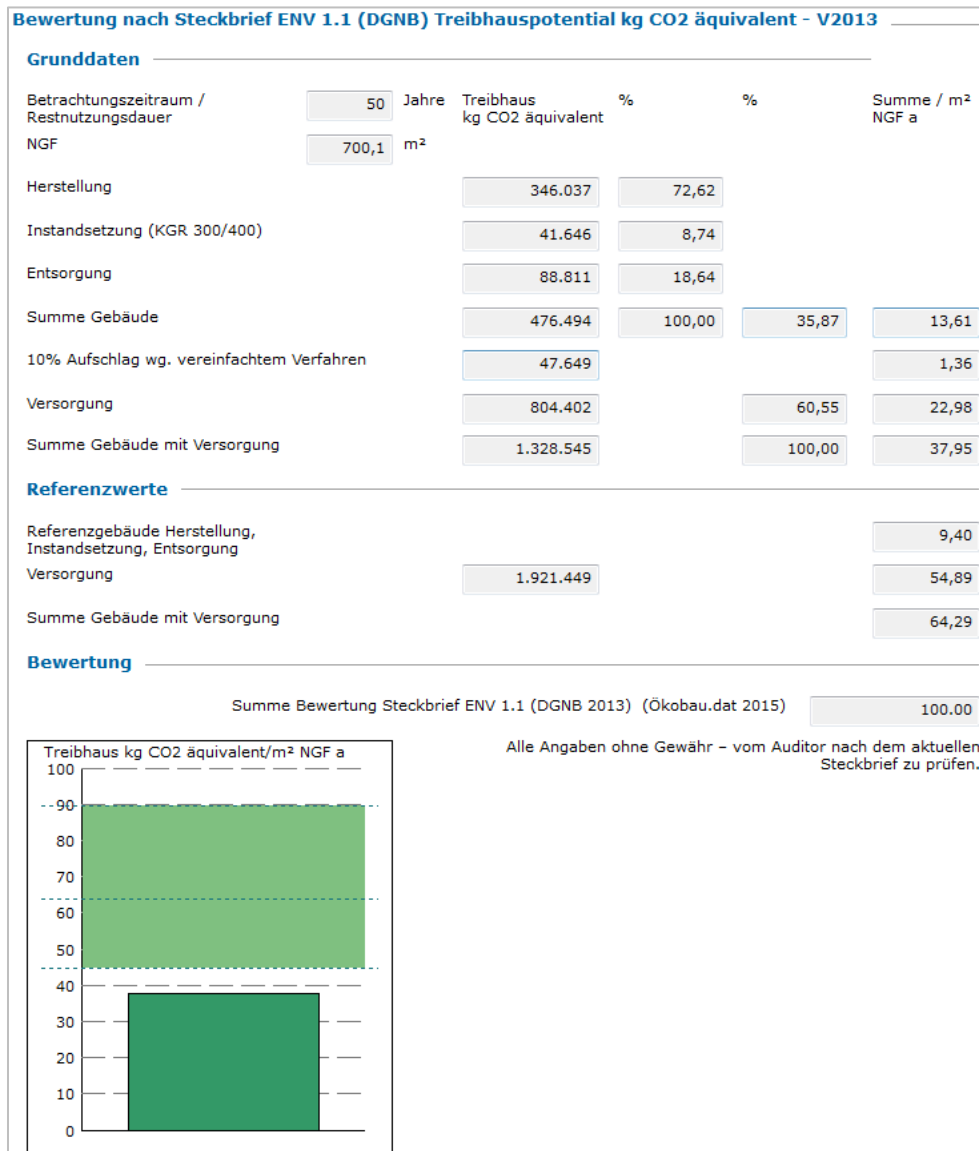 Bewertung nach Steckbrief ENV 1.1 (DGNB) Treibhauspotential kg CO2 äquivalent - V2013
Grunddaten
Betrachtungszeitraum / 50 Jahre Treibhaus % % Summe / m²
Restnutzungsdauer kg CO2 äquivalent NGF a
NGF 700,1 m²
Herstellung 346.037 72,62
Instandsetzung (KGR 300/400) 41.646 8,74
Entsorgung 88.811 18,64
Summe Gebäude 476.494 100,00 35,87 13,61
10% Aufschlag wg. vereinfachtem Verfahren 47.649 1,36
Versorgung 804.402 60,55 22,98
Summe Gebäude mit Versorgung 1.328.545 100,00 37,95
Referenzwerte
Referenzgebäude Herstellung, 9,40
Instandsetzung, Entsorgung
Versorgung 1.921.449 54,89
Summe Gebäude mit Versorgung 64,29
Bewertung
Summe Bewertung Steckbrief ENV 1.1 (DGNB 2013) (Ökobau.dat 2015) 100.00
Alle Angaben ohne Gewähr – vom Auditor nach dem aktuellen
Steckbrief zu prüfen.
Treibhaus kg CO2 äquivalent/m² NGF a
100
90
80
70
60
50
40
30
20
10
0